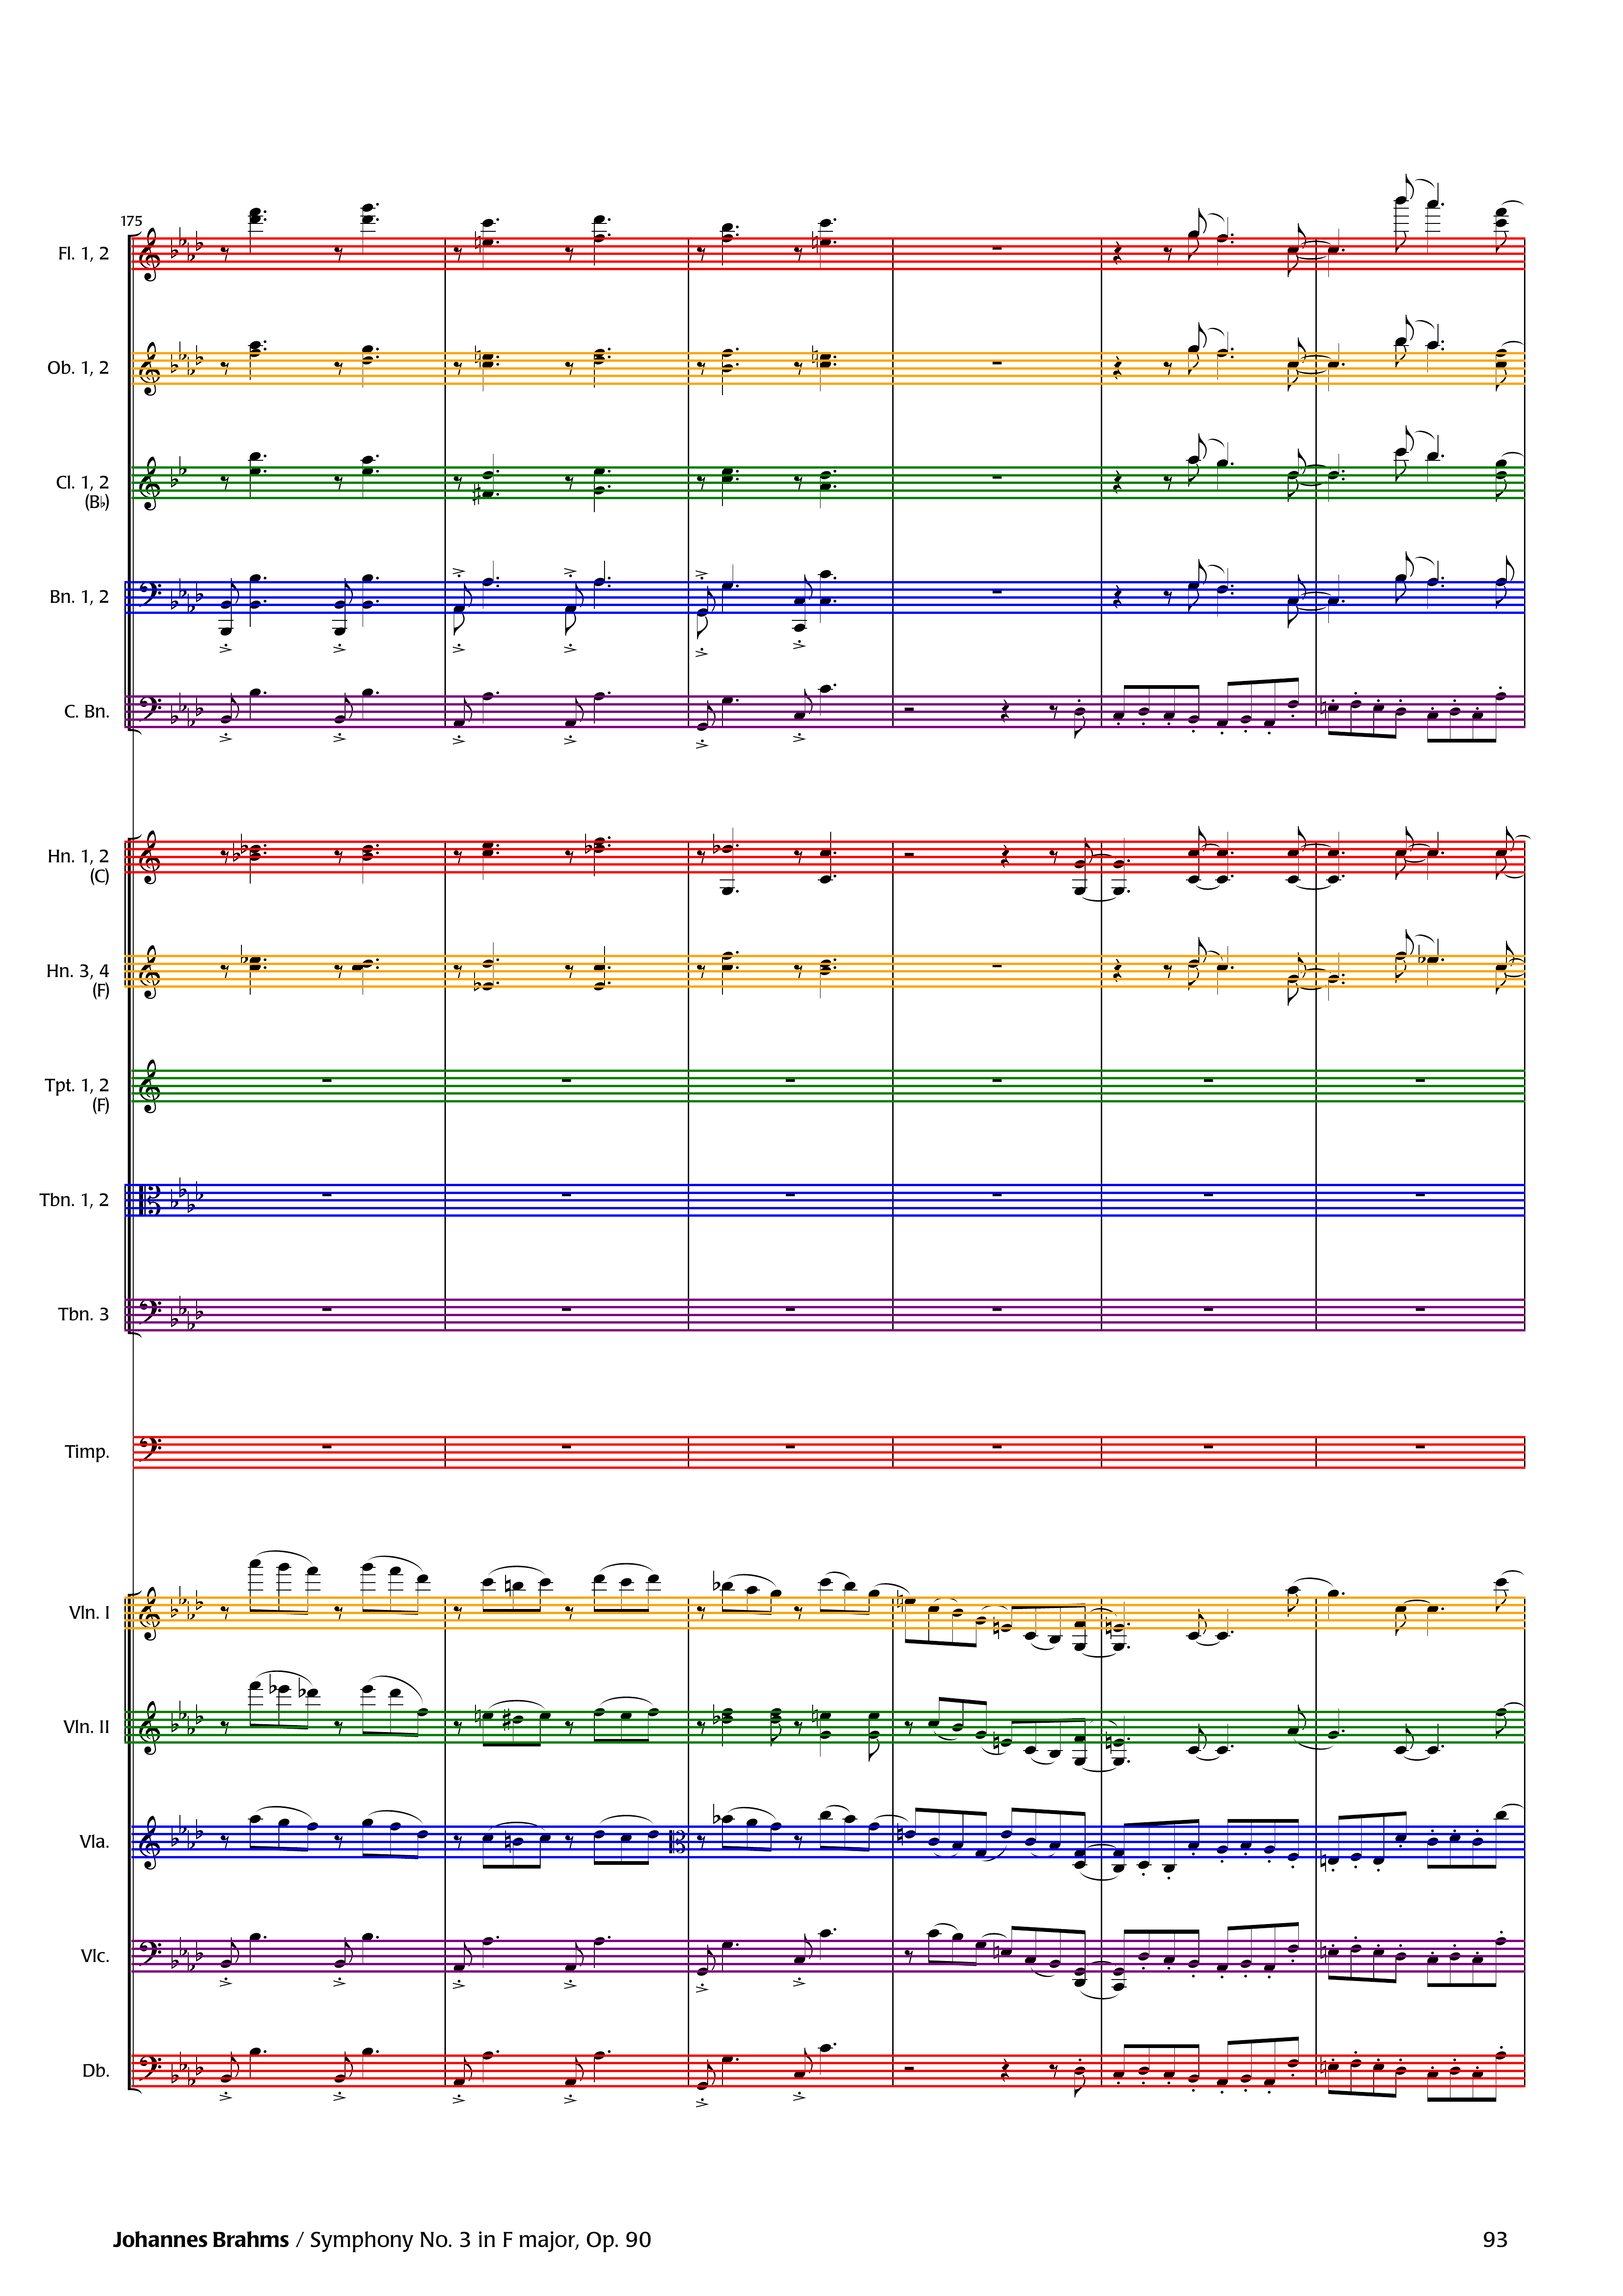 175
Fl. 1, 2
Ob. 1, 2
Cl. 1, 2
(B♭)
Bn. 1, 2
C. Bn.
Hn. 1, 2
(C)
Hn. 3, 4
(F)
Tpt. 1, 2
(F)
Tbn. 1, 2
Tbn. 3
Timp.
Vln. I
Vln. II
Vla.
Vlc.
Db.
Johannes Brahms / Symphony No. 3 in F major, Op. 90
93